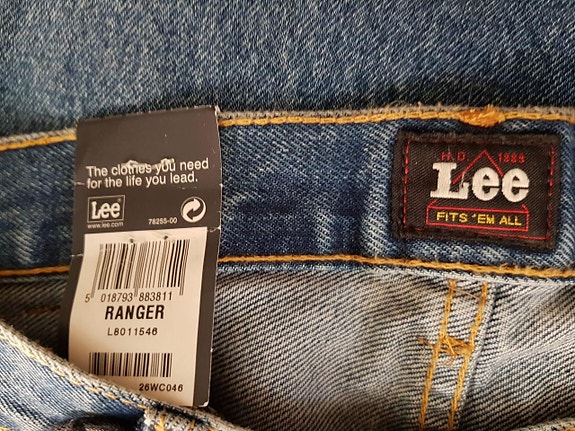 The clothes you need
for the life you lead.
Lee
www.lee.com
78255-00
5 018793 883811
RANGER
L8011546
26WC046
H.D. 1889
Lee
FITS 'EM ALL